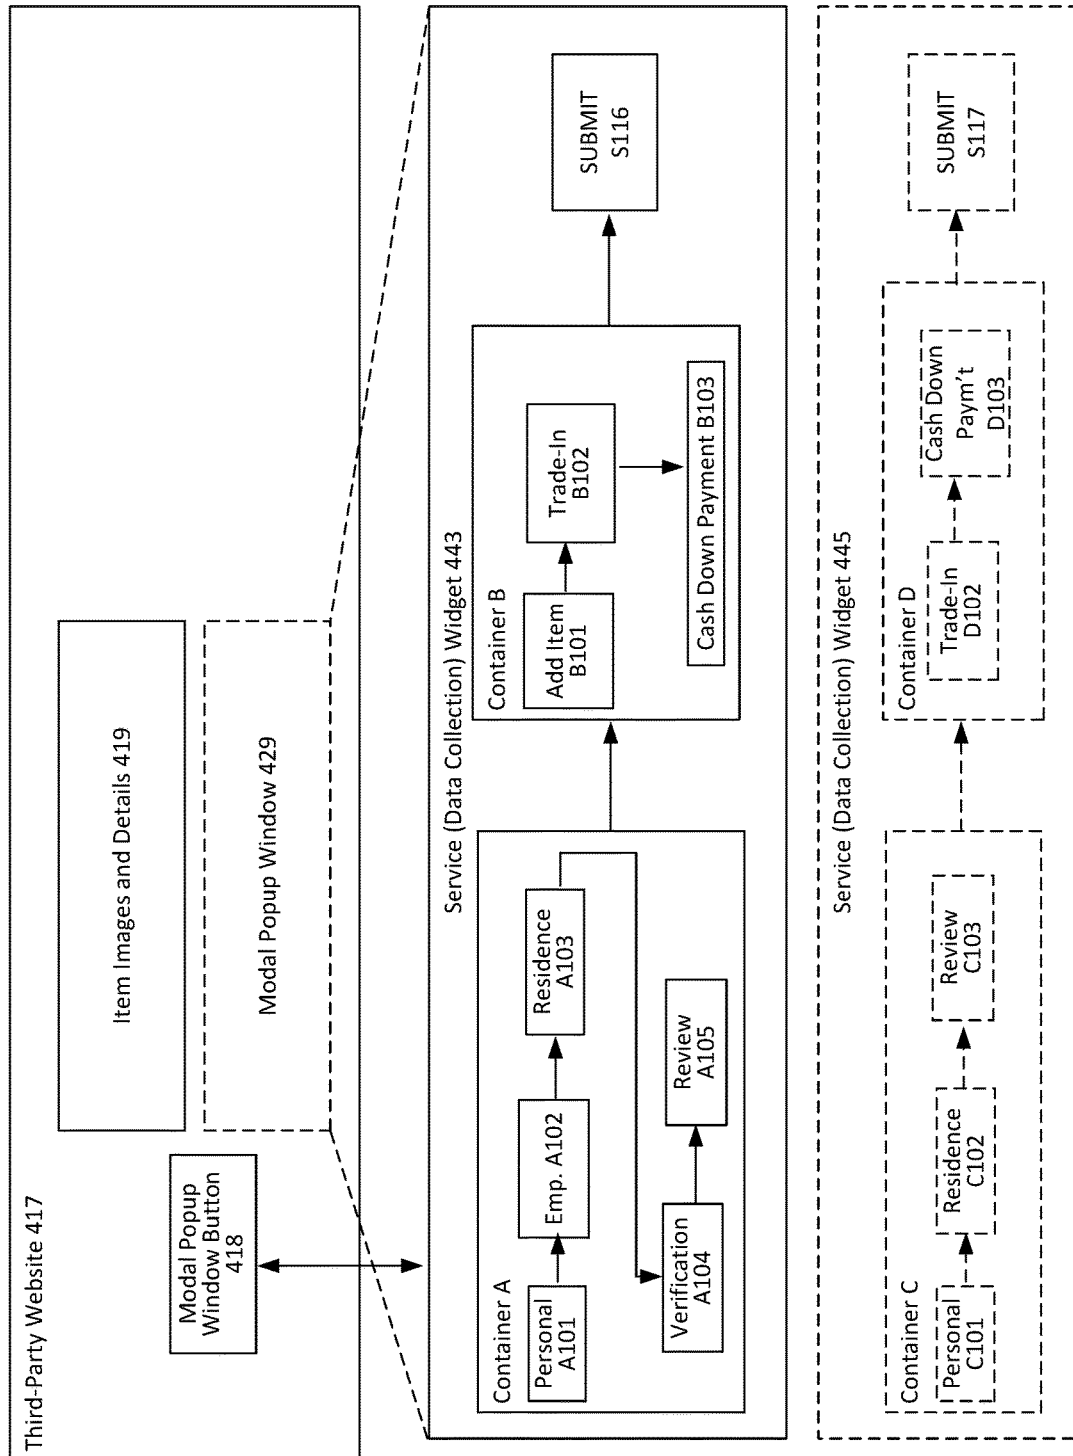 Third-Party Website 417
Item Images and Details 419
Modal Popup
Window Button
418
Modal Popup Window 429
Service (Data Collection) Widget 443
Container A
Personal
A101
Emp. A102
Residence
A103
Verification
A104
Review
A105
Container B
Add Item
B101
Trade-In
B102
Cash Down Payment B103
SUBMIT
S116
Service (Data Collection) Widget 445
Container C
Personal
C101
Residence
C102
Review
C103
Container D
Trade-In
D102
Cash Down
Paym't
D103
SUBMIT
S117